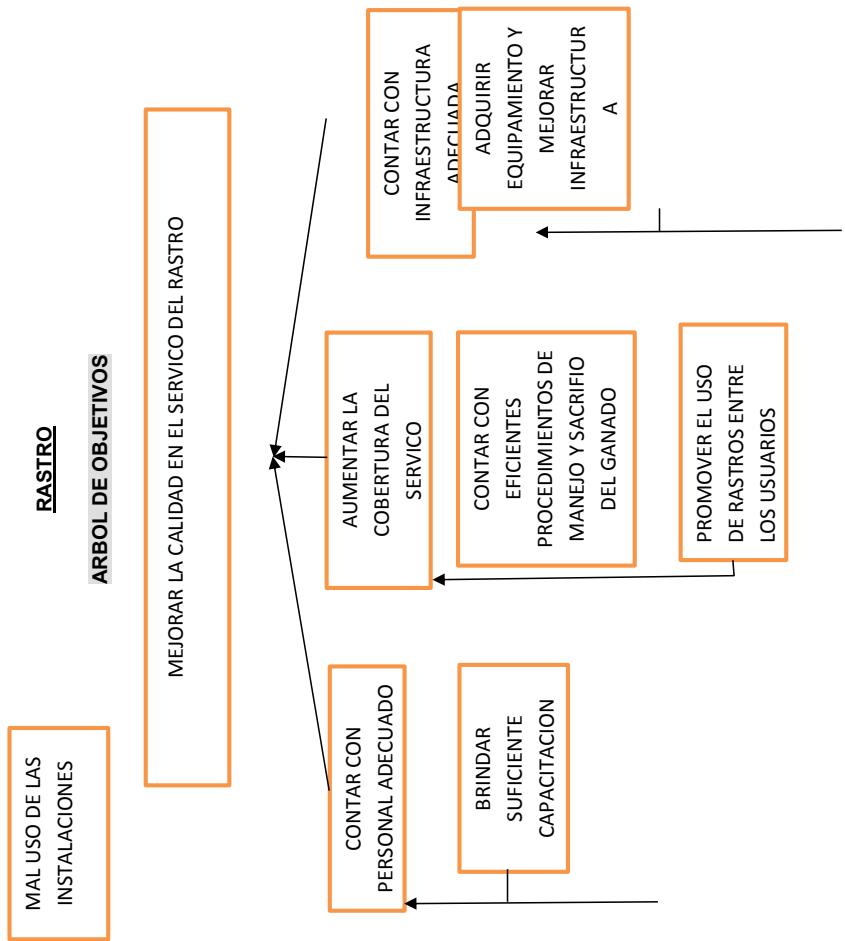 MAL USO DE LAS
INSTALACIONES
RASTRO
ARBOL DE OBJETIVOS
MEJORAR LA CALIDAD EN EL SERVICO DEL RASTRO
CONTAR CON
PERSONAL ADECUADO
AUMENTAR LA
COBERTURA DEL
SERVICO
CONTAR CON
INFRAESTRUCTURA
ADECUADA
BRINDAR
SUFICIENTE
CAPACITACION
CONTAR CON
EFICIENTES
PROCEDIMIENTOS DE
MANEJO Y SACRIFIO
DEL GANADO
ADQUIRIR
EQUIPAMIENTO Y
MEJORAR
INFRAESTRUCTUR
A
PROMOVER EL USO
DE RASTROS ENTRE
LOS USUARIOS